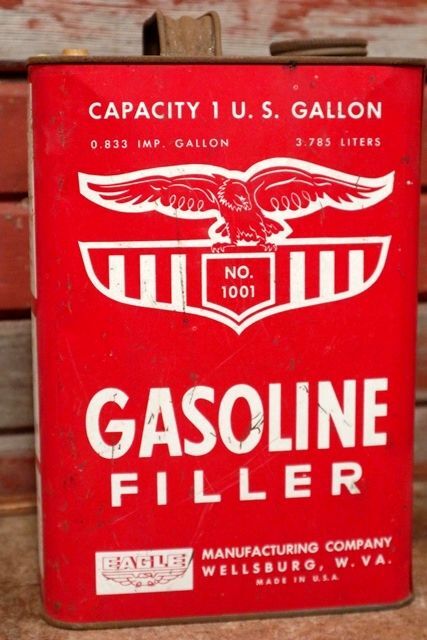 CAPACITY 1 U. S. GALLON
0.833 IMP. GALLON 3.785 LITERS
NO.
1001
GASOLINE
FILLER
EAGLE
MANUFACTURING COMPANY
WELLSBURG, W. VA.
MADE IN U.S.A.